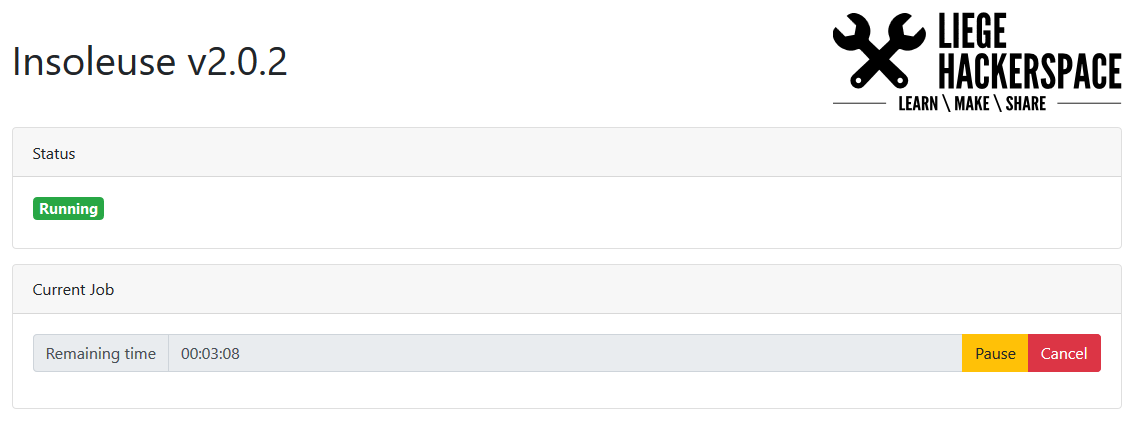 Insoleuse v2.0.2
LIEGE
HACKERSPACE
LEARN \ MAKE \ SHARE
Status
Running
Current Job
Remaining time 00:03:08 Pause Cancel